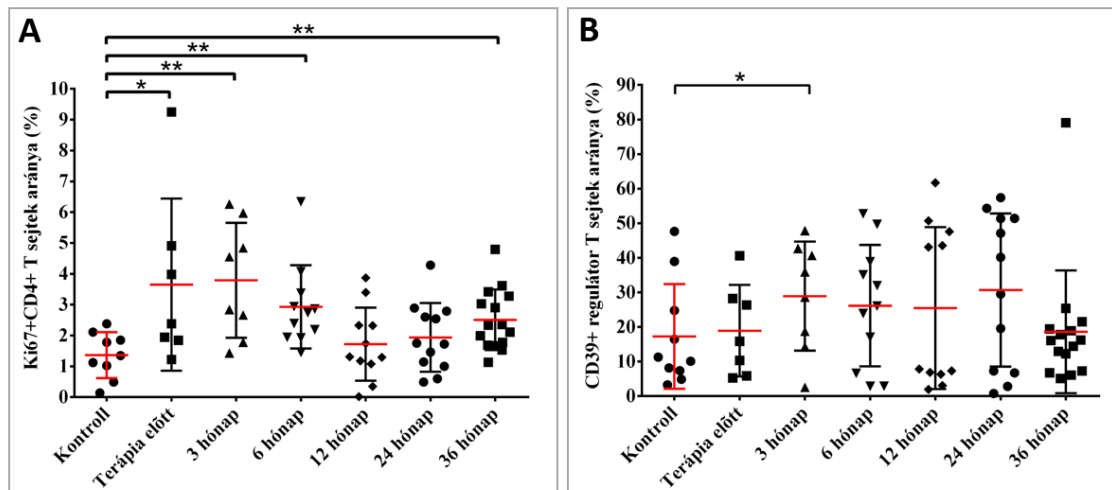 A
**
**
**
*
Ki67+CD4+ T sejtek aránya (%)
10
9
8
7
6
5
4
3
2
1
0
Kontroll
Terápia elõtt
3 hónap
6 hónap
12 hónap
24 hónap
36 hónap
B
*
CD39+ regulátor T sejtek aránya (%)
90
80
70
60
50
40
30
20
10
0
Kontroll
Terápia elõtt
3 hónap
6 hónap
12 hónap
24 hónap
36 hónap